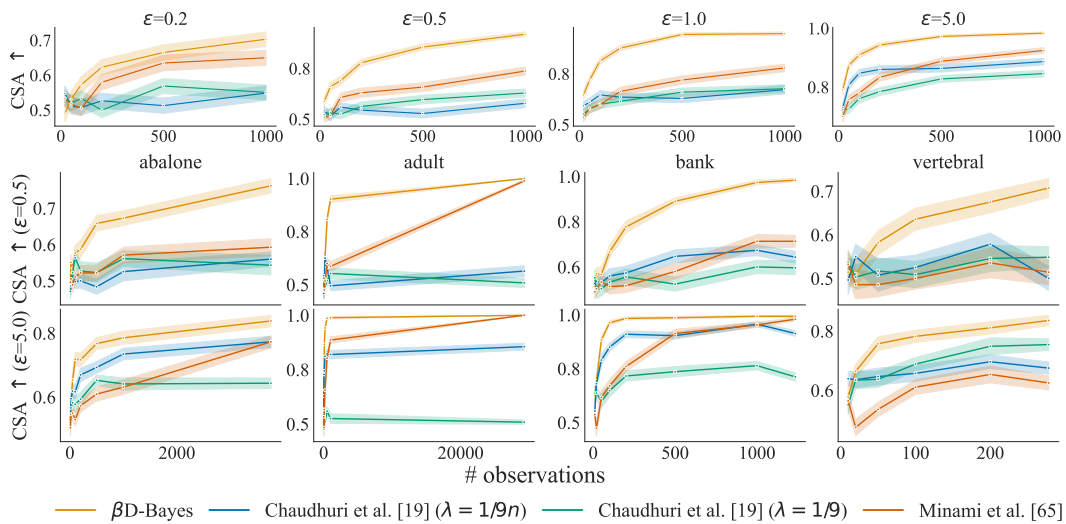 ε=0.2 ε=0.5 ε=1.0 ε=5.0
CSA ↑
0.7
0.6
0.5
0 500 1000
0.8
0.5
0 500 1000
1.0
0.8
0.5
0 500 1000
1.0
0.8
0 500 1000
abalone adult bank vertebral
CSA ↑ (ε=0.5)
0.7
0.6
0.5
1.0
0.8
0.5
1.0
0.8
0.6
0.7
0.6
0.5
CSA ↑ (ε=5.0)
0.8
0.6
0 2000
1.0
0.8
0.5
0 20000
1.0
0.8
0.5
0 500 1000
0.8
0.6
0 100 200
# observations
βD-Bayes Chaudhuri et al. [19] (λ = 1/9n) Chaudhuri et al. [19] (λ = 1/9) Minami et al. [65]